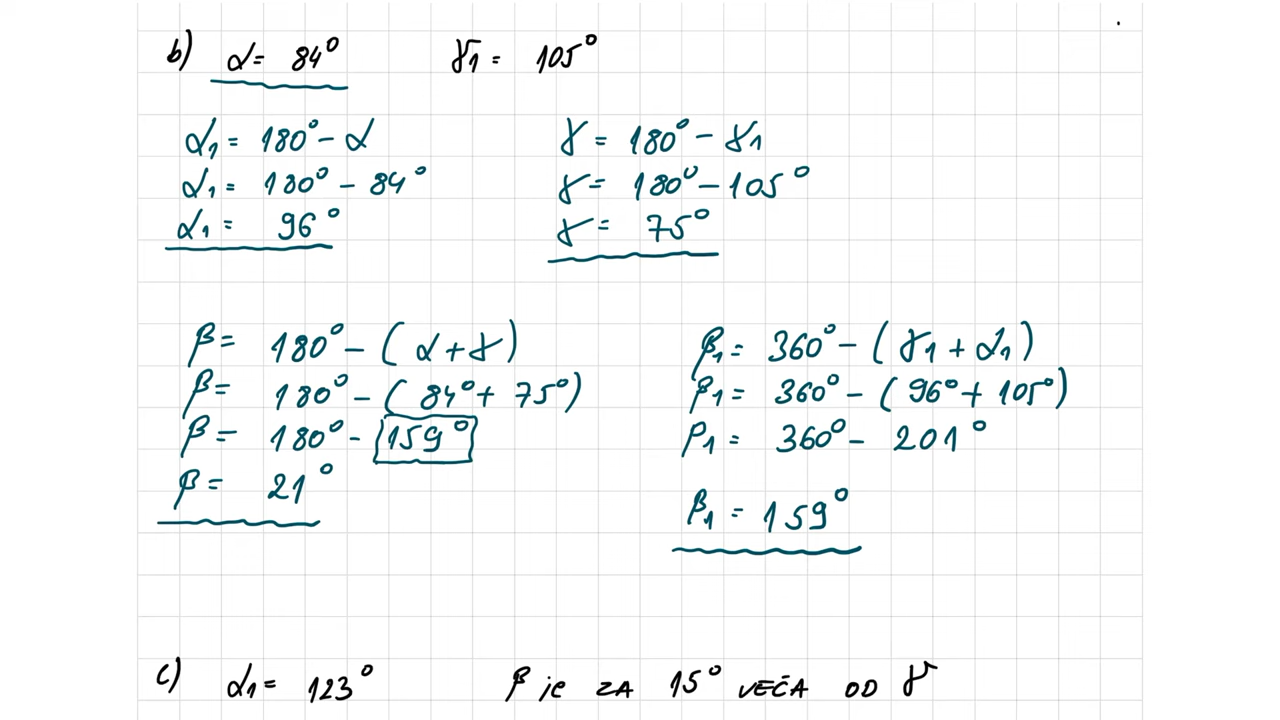 b) α = 84° γ1 = 105°
α1 = 180° - α
α1 = 180° - 84°
α1 = 96°
γ = 180° - γ1
γ = 180° - 105°
γ = 75°
β = 180° - (α + γ)
β = 180° - (84° + 75°)
β = 180° - 159°
β = 21°
β1 = 360° - (γ1 + α1)
β1 = 360° - (96° + 105°)
β1 = 360° - 201°
β1 = 159°
c) α1 = 123° β je ZA 15° VEĆA OD γ